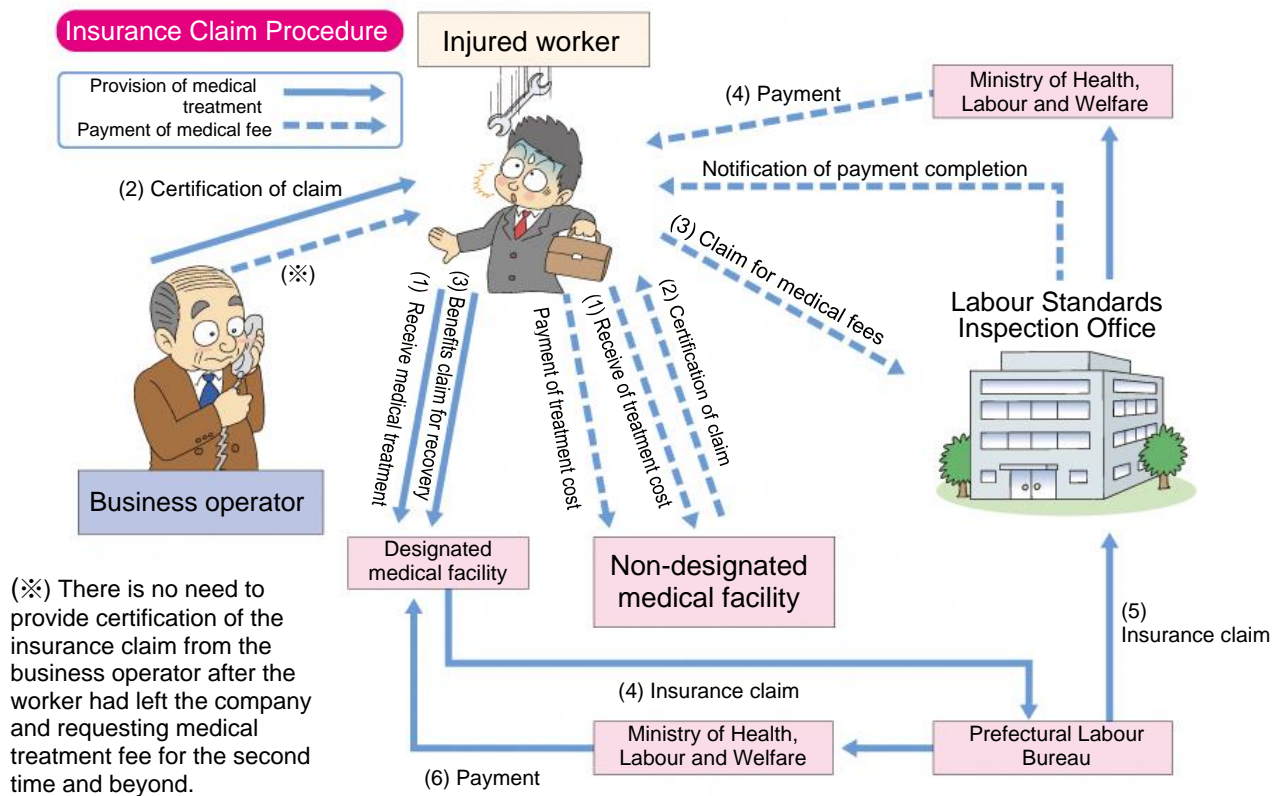 Insurance Claim Procedure
Injured worker
Provision of medical
treatment
Payment of medical fee
(4) Payment
Ministry of Health,
Labour and Welfare
Notification of payment completion
(2) Certification of claim
(※)
(3) Claim for medical fees
Labour Standards
Inspection Office
(1) Receive medical treatment
(3) Benefits claim for recovery
Payment of treatment cost
(1) Receive of treatment cost
(2) Certification of claim
Business operator
Designated
medical facility
Non-designated
medical facility
(※) There is no need to
provide certification of the
insurance claim from the
business operator after the
worker had left the company
and requesting medical
treatment fee for the second
time and beyond.
(5)
Insurance claim
(4) Insurance claim
Ministry of Health,
Labour and Welfare
Prefectural Labour
Bureau
(6) Payment